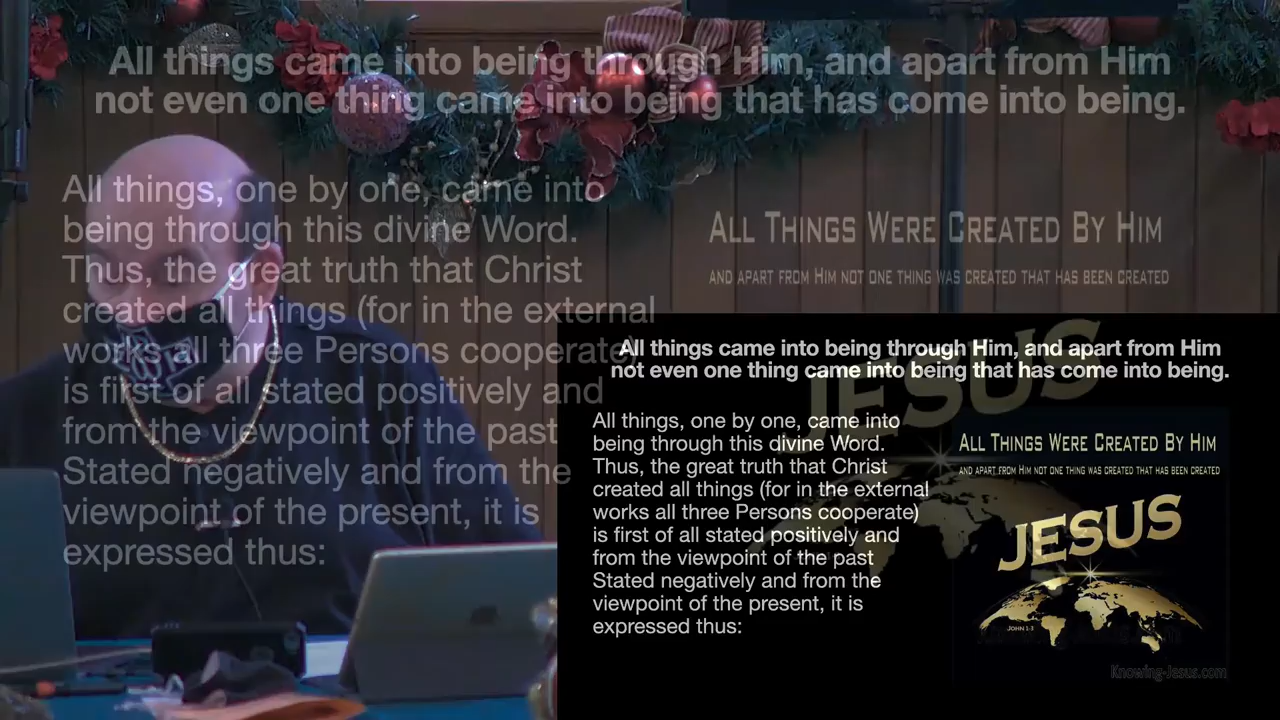 All things came into being through Him, and apart from Him
not even one thing came into being that has come into being.
All things, one by one, came into
being through this divine Word.
Thus, the great truth that Christ
created all things (for in the external
works all three Persons cooperate)
is first of all stated positively and
from the viewpoint of the past
Stated negatively and from the
viewpoint of the present, it is
expressed thus:
ALL THINGS WERE CREATED BY HIM
AND APART FROM HIM NOT ONE THING WAS CREATED THAT HAS BEEN CREATED
JESUS
All things came into being through Him, and apart from Him
not even one thing came into being that has come into being.
All things, one by one, came into
being through this divine Word.
Thus, the great truth that Christ
created all things (for in the external
works all three Persons cooperate)
is first of all stated positively and
from the viewpoint of the past
Stated negatively and from the
viewpoint of the present, it is
expressed thus:
ALL THINGS WERE CREATED BY HIM
AND APART FROM HIM NOT ONE THING WAS CREATED THAT HAS BEEN CREATED
JESUS
JOHN 1:3
Knowing-Jesus.com